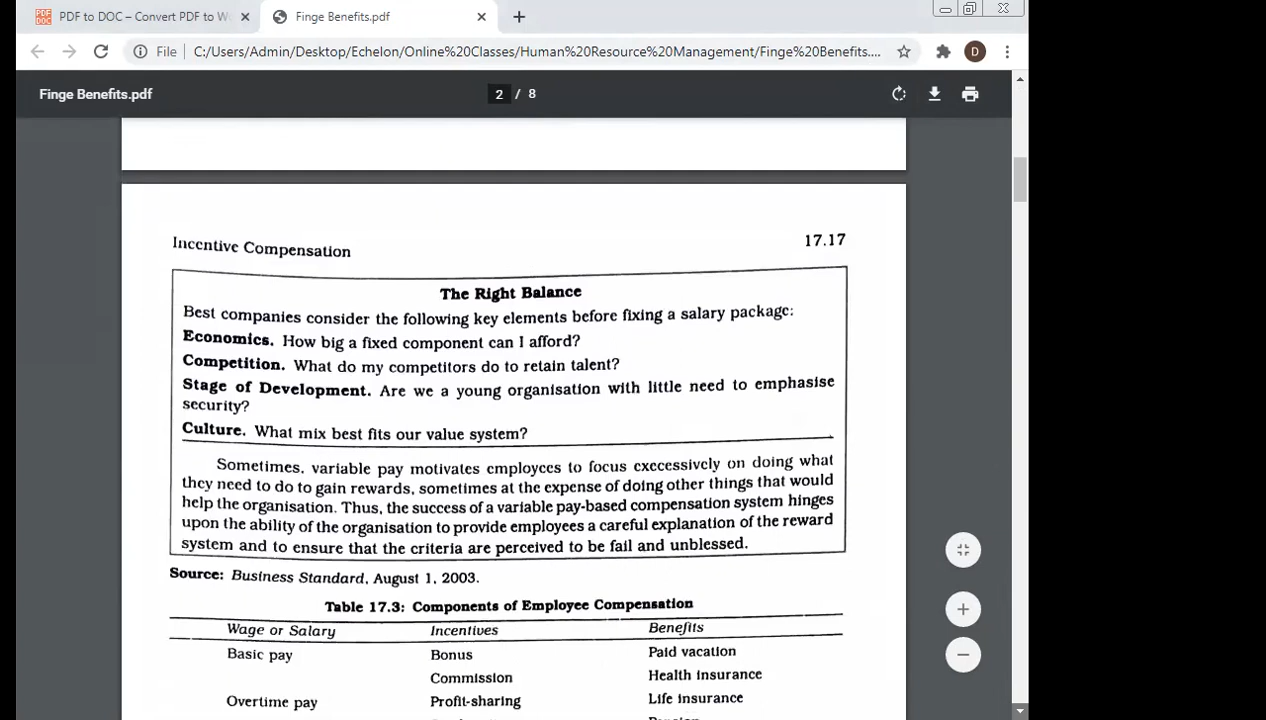 PDF to DOC – Convert PDF to W
Finge Benefits.pdf
File C:/Users/Admin/Desktop/Echelon/Online%20Classes/Human%20Resource%20Management/Finge%20Benefits....
D
Finge Benefits.pdf
2 / 8
Incentive Compensation 17.17
The Right Balance
Best companies consider the following key elements before fixing a salary package:
Economics. How big a fixed component can I afford?
Competition. What do my competitors do to retain talent?
Stage of Development. Are we a young organisation with little need to emphasise
security?
Culture. What mix best fits our value system?
Sometimes, variable pay motivates employees to focus excessively on doing what
they need to do to gain rewards, sometimes at the expense of doing other things that would
help the organisation. Thus, the success of a variable pay-based compensation system hinges
upon the ability of the organisation to provide employees a careful explanation of the reward
system and to ensure that the criteria are perceived to be fail and unblessed.
Source: Business Standard, August 1, 2003.
Table 17.3: Components of Employee Compensation
Wage or Salary Incentives Benefits
Basic pay Bonus Paid vacation
Commission Health insurance
Overtime pay Profit-sharing Life insurance